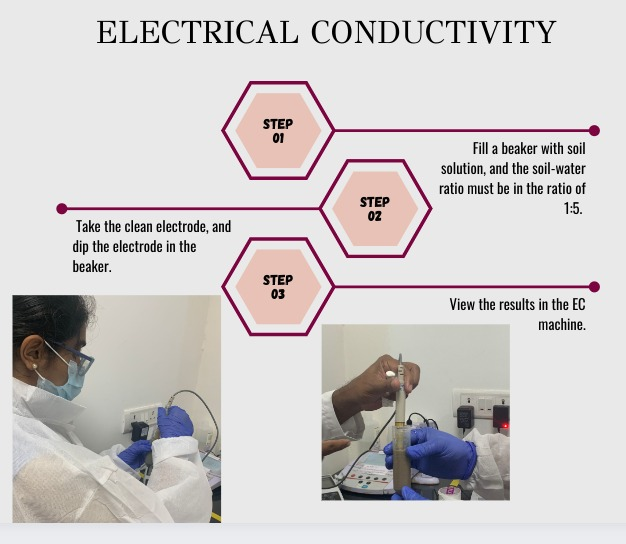 ELECTRICAL CONDUCTIVITY
STEP
01
Fill a beaker with soil
solution, and the soil-water
ratio must be in the ratio of
1:5.
STEP
02
Take the clean electrode, and
dip the electrode in the
beaker.
STEP
03
View the results in the EC
machine.